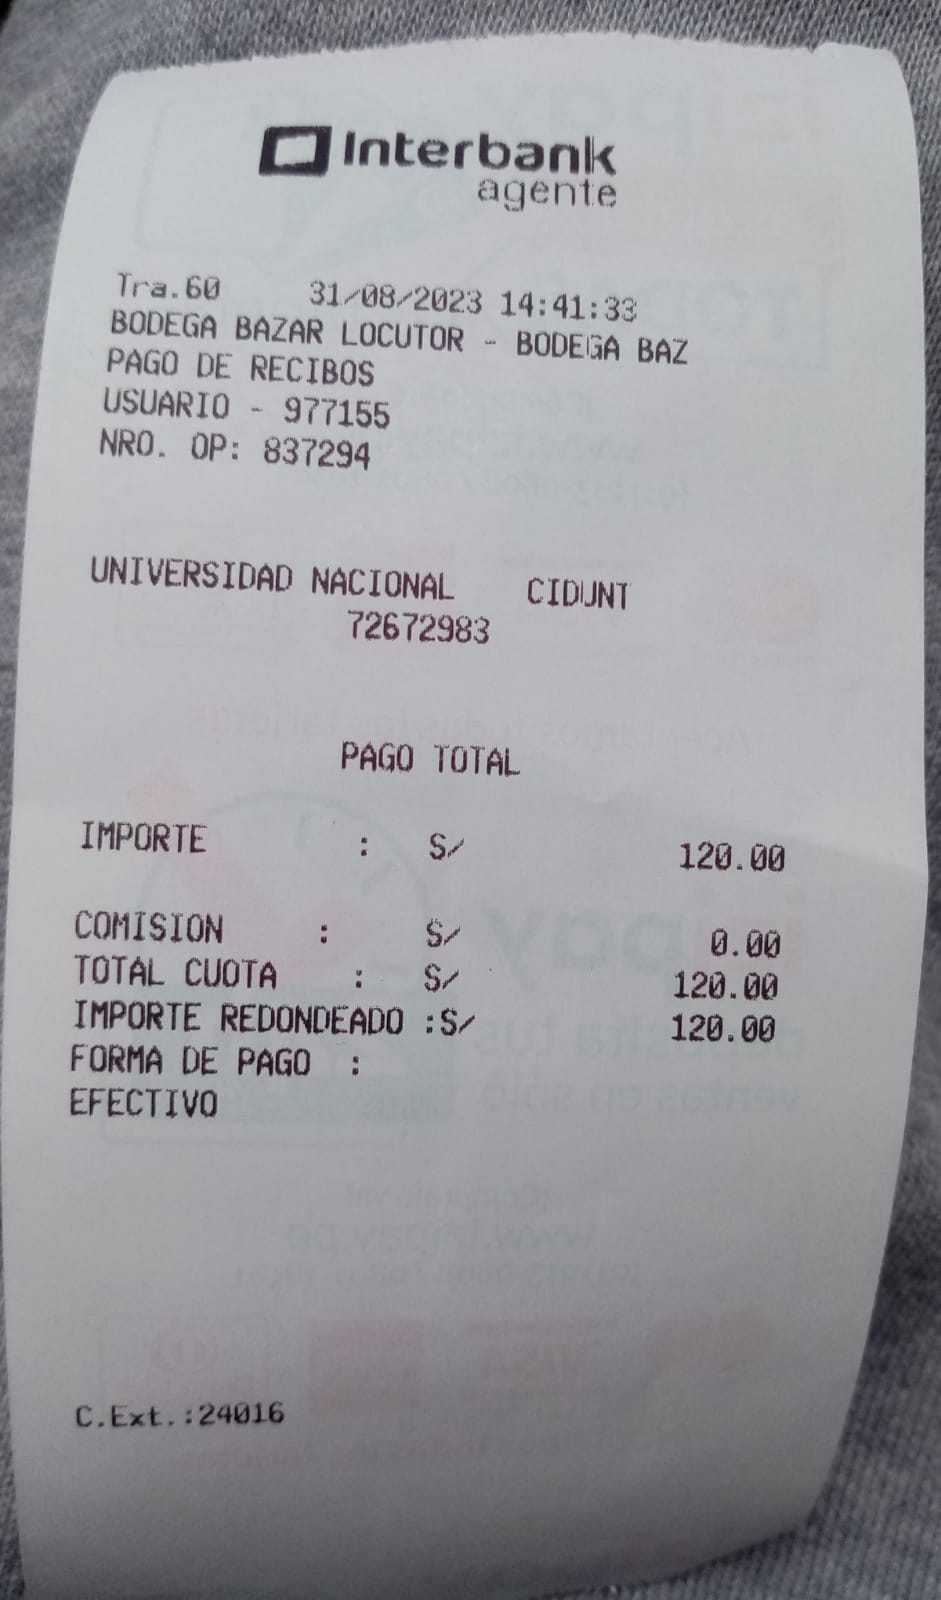 Interbank
agente
Tra.60 31/08/2023 14:41:33
BODEGA BAZAR LOCUTOR - BODEGA BAZ
PAGO DE RECIBOS
USUARIO - 977155
NRO. OP: 837294
UNIVERSIDAD NACIONAL CIDUNT
72672983
PAGO TOTAL
IMPORTE : S/ 120.00
COMISION : S/ 0.00
TOTAL CUOTA : S/ 120.00
IMPORTE REDONDEADO :S/ 120.00
FORMA DE PAGO :
EFECTIVO
C.Ext.:24016